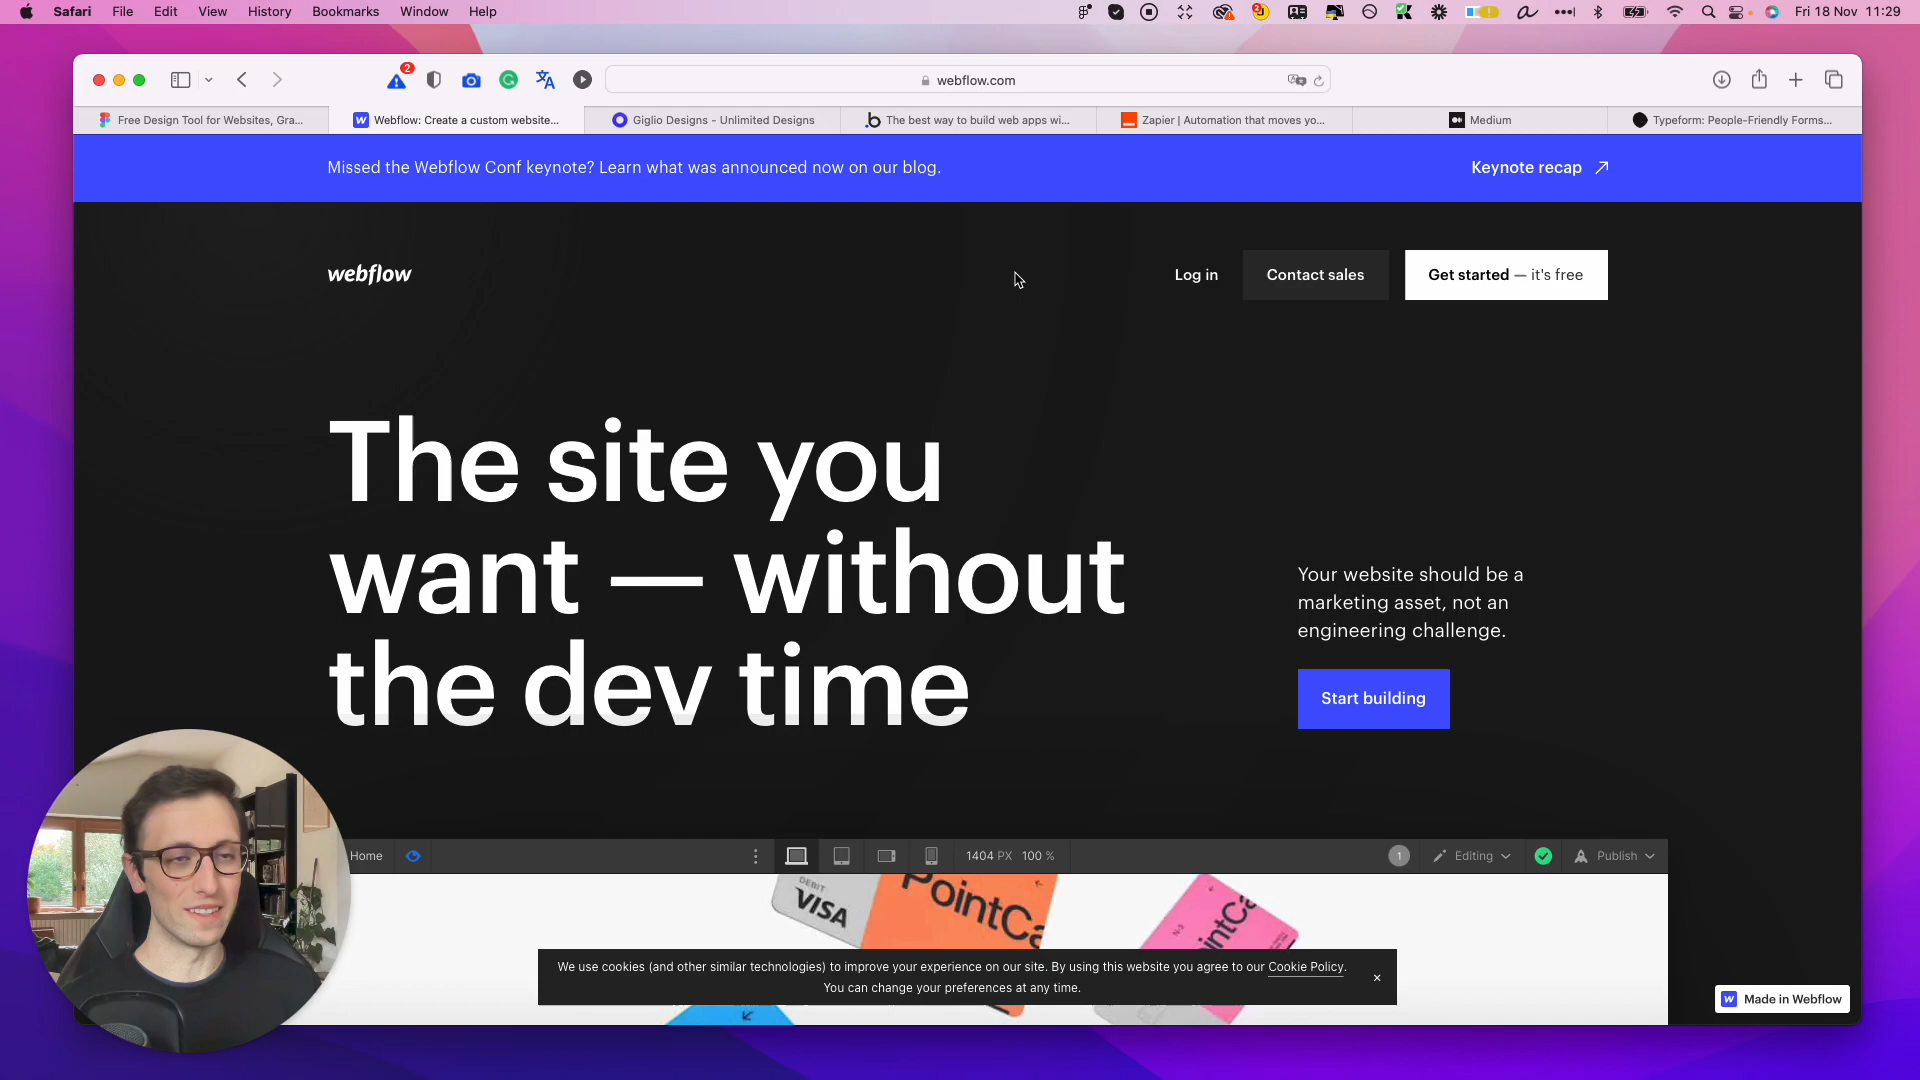 Safari File Edit View History Bookmarks Window Help
Fri 18 Nov 11:29
2
webflow.com
Free Design Tool for Websites, Gra...
Webflow: Create a custom website...
Giglio Designs - Unlimited Designs
The best way to build web apps wi...
Zapier | Automation that moves yo...
Medium
Typeform: People-Friendly Forms...
Missed the Webflow Conf keynote? Learn what was announced now on our blog.
Keynote recap
webflow
Log in
Contact sales
Get started — it's free
The site you
want — without
the dev time
Your website should be a
marketing asset, not an
engineering challenge.
Start building
Home
1404 PX 100 %
1
Editing
Publish
DEBIT
VISA
PointCa
intCa
N-3
We use cookies (and other similar technologies) to improve your experience on our site. By using this website you agree to our Cookie Policy.
You can change your preferences at any time.
×
Made in Webflow